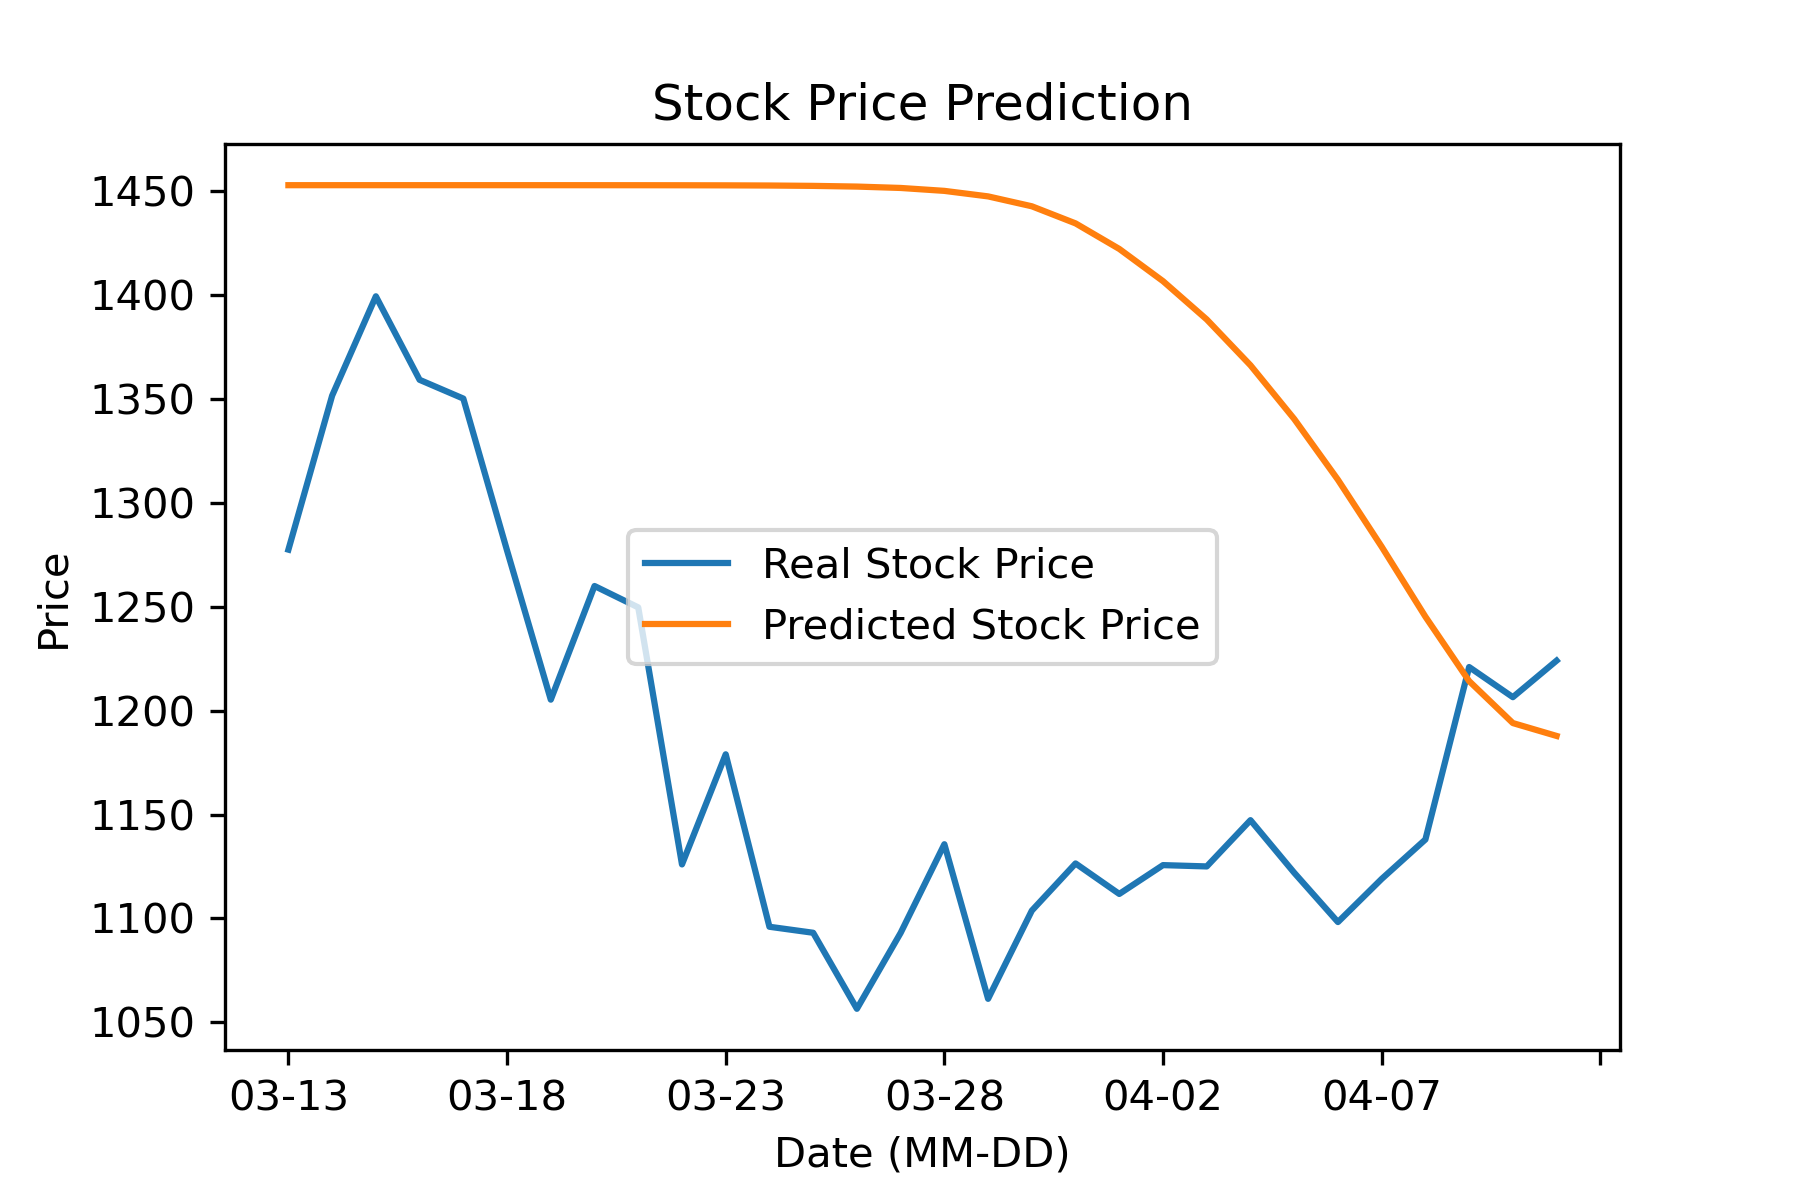 Stock Price Prediction
1450
1400
1350
1300
1250
1200
1150
1100
1050
Price
Real Stock Price
Predicted Stock Price
03-13 03-18 03-23 03-28 04-02 04-07
Date (MM-DD)